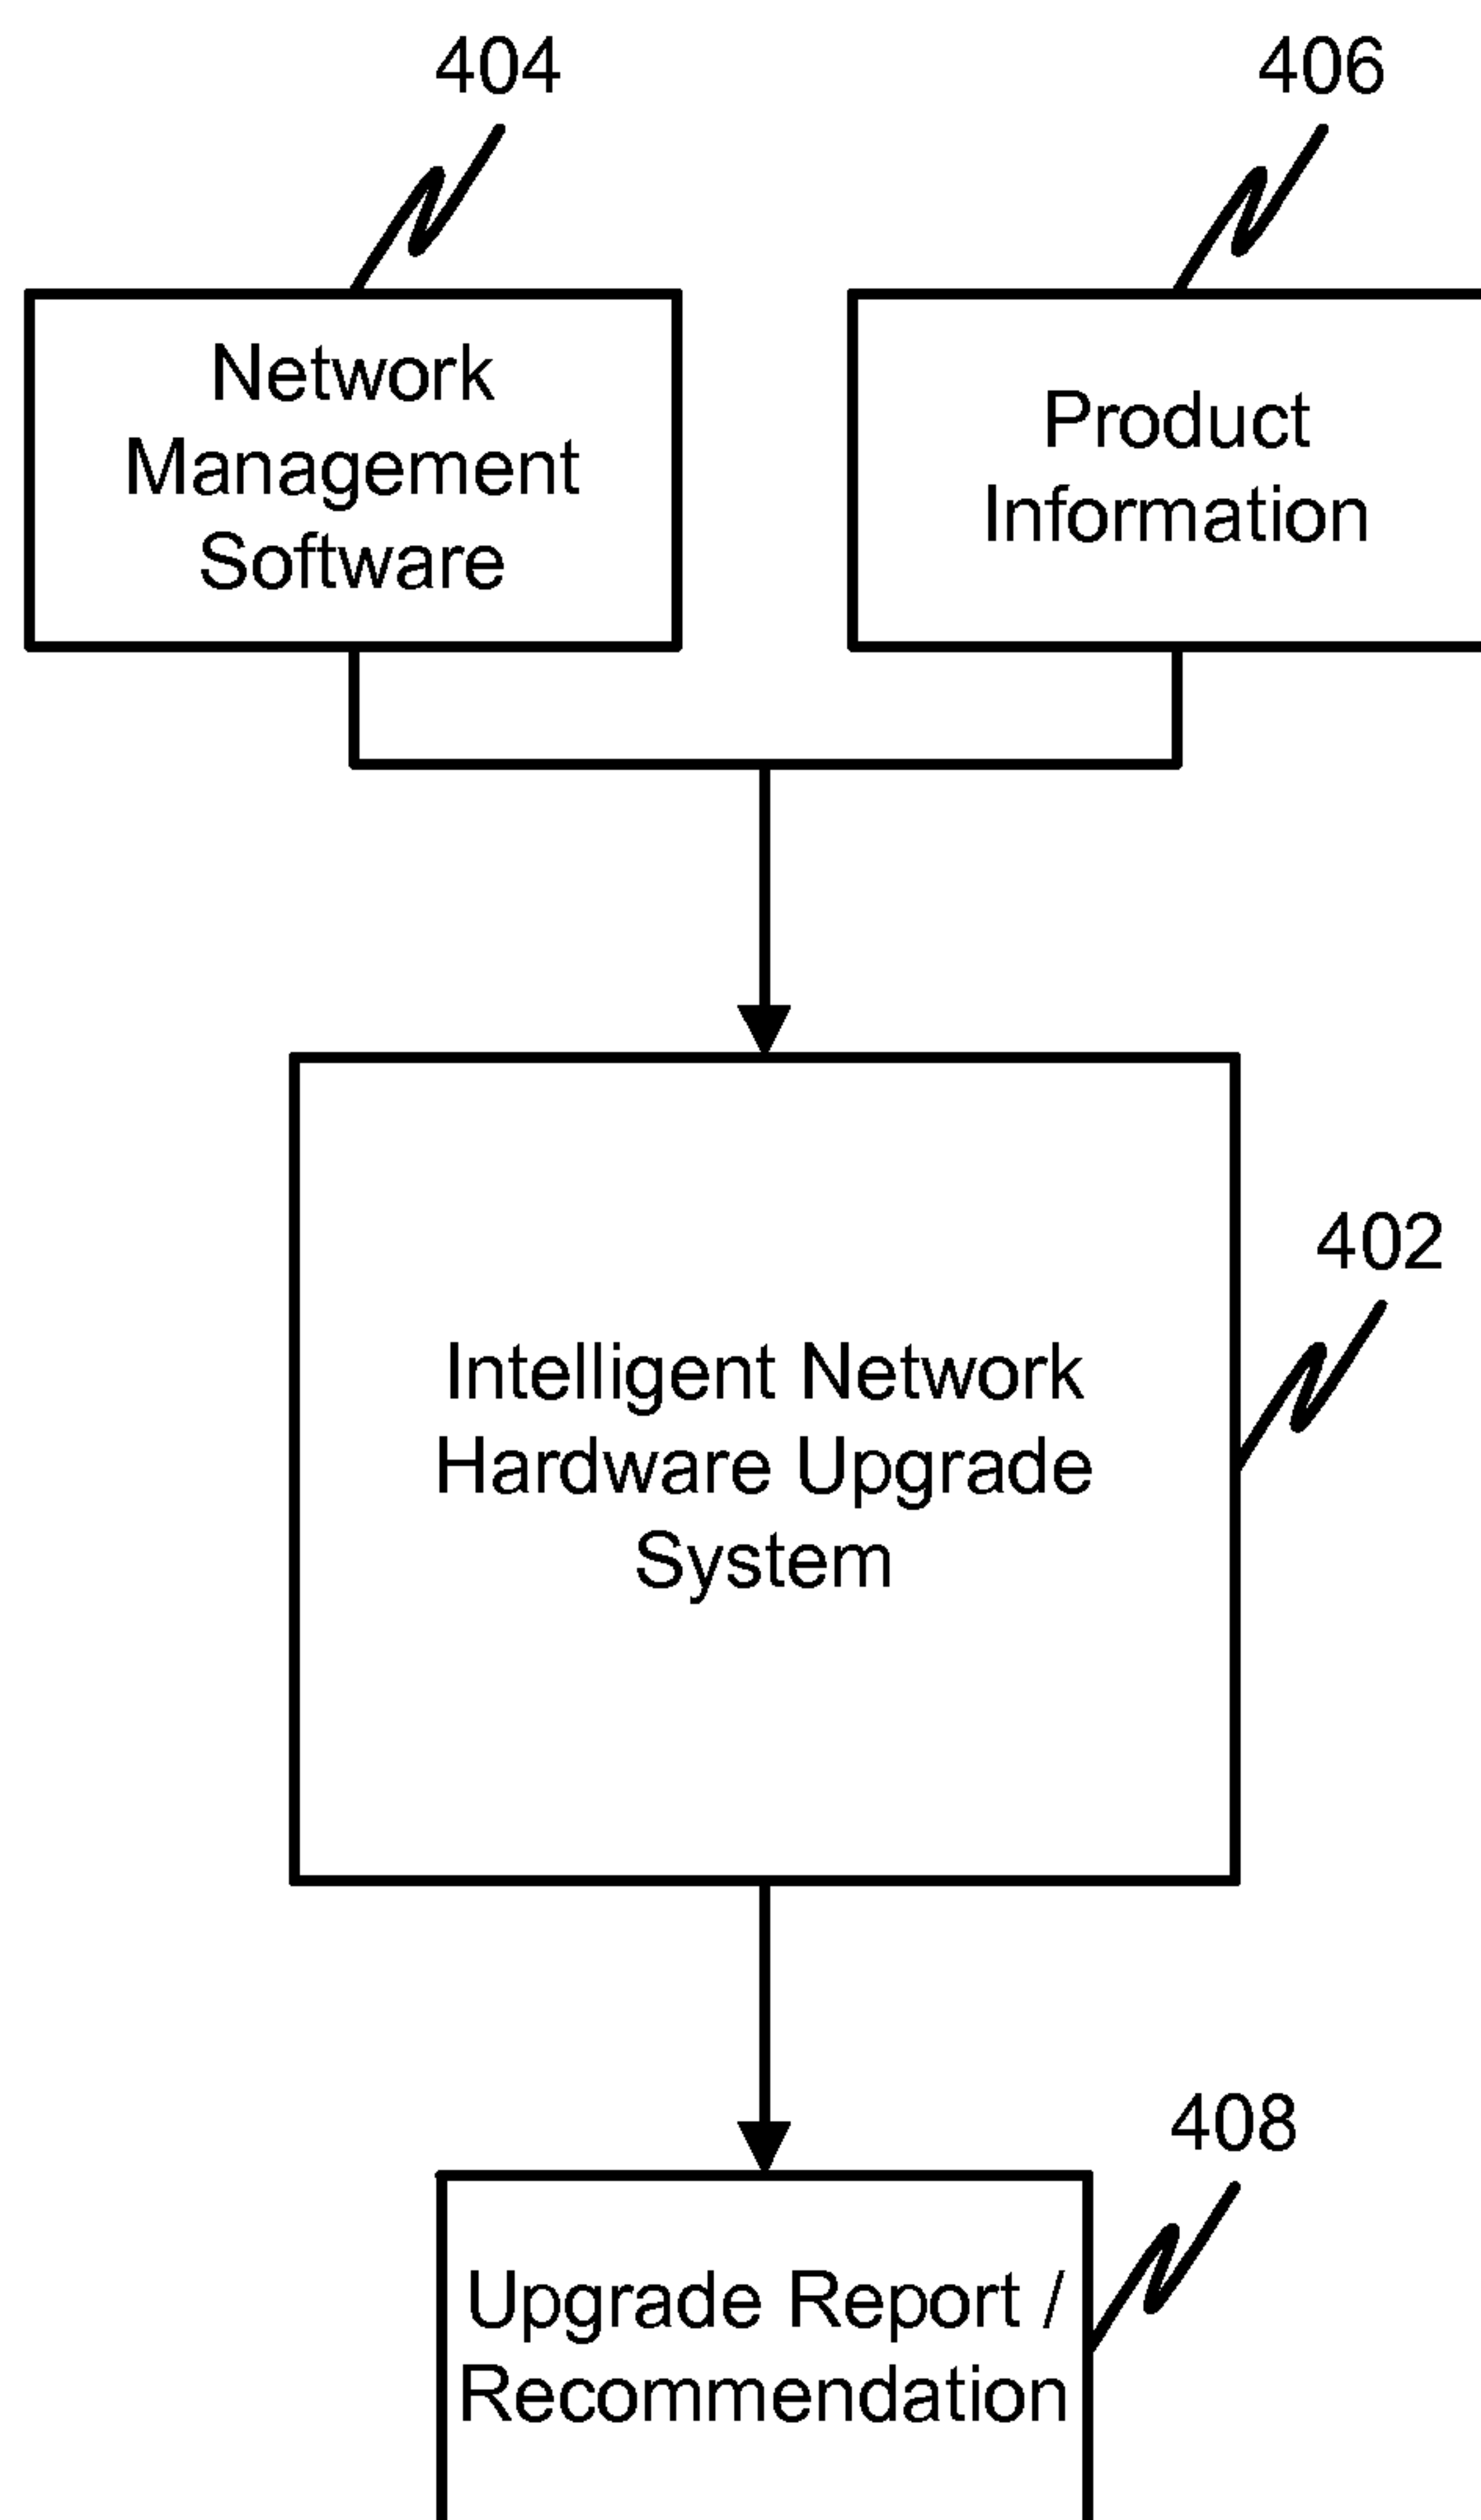 404
406
Network
Management
Software
Product
Information
402
Intelligent Network
Hardware Upgrade
System
408
Upgrade Report /
Recommendation